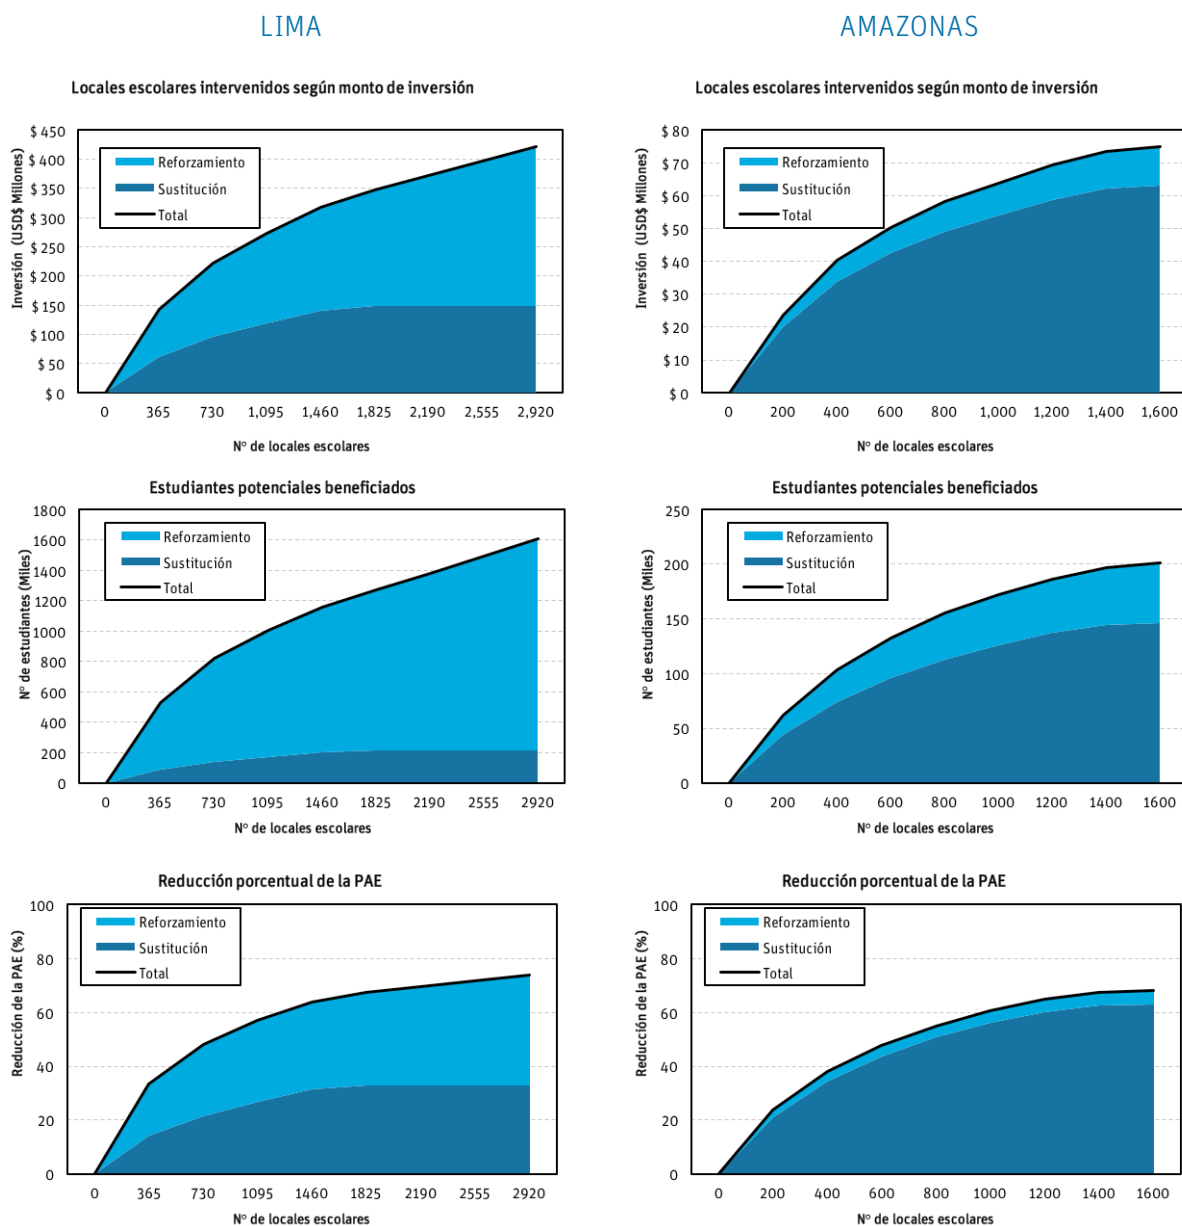 LIMA
AMAZONAS
Locales escolares intervenidos según monto de inversión
Inversión (USD$ Millones)
$ 450
$ 400
$ 350
$ 300
$ 250
$ 200
$ 150
$ 100
$ 50
$ 0
Reforzamiento
Sustitución
Total
0 365 730 1,095 1,460 1,825 2,190 2,555 2,920
N° de locales escolares
Locales escolares intervenidos según monto de inversión
Inversión (USD$ Millones)
$ 80
$ 70
$ 60
$ 50
$ 40
$ 30
$ 20
$ 10
$ 0
Reforzamiento
Sustitución
Total
0 200 400 600 800 1,000 1,200 1,400 1,600
N° de locales escolares
Estudiantes potenciales beneficiados
N° de estudiantes (Miles)
1800
1600
1400
1200
1000
800
600
400
200
0
Reforzamiento
Sustitución
Total
0 365 730 1095 1460 1825 2190 2555 2920
N° de locales escolares
Estudiantes potenciales beneficiados
N° de estudiantes (Miles)
250
200
150
100
50
0
Reforzamiento
Sustitución
Total
0 200 400 600 800 1000 1200 1400 1600
N° de locales escolares
Reducción porcentual de la PAE
Reducción de la PAE (%)
100
80
60
40
20
0
Reforzamiento
Sustitución
Total
0 365 730 1095 1460 1825 2190 2555 2920
N° de locales escolares
Reducción porcentual de la PAE
Reducción de la PAE (%)
100
80
60
40
20
0
Reforzamiento
Sustitución
Total
0 200 400 600 800 1000 1200 1400 1600
N° de locales escolares